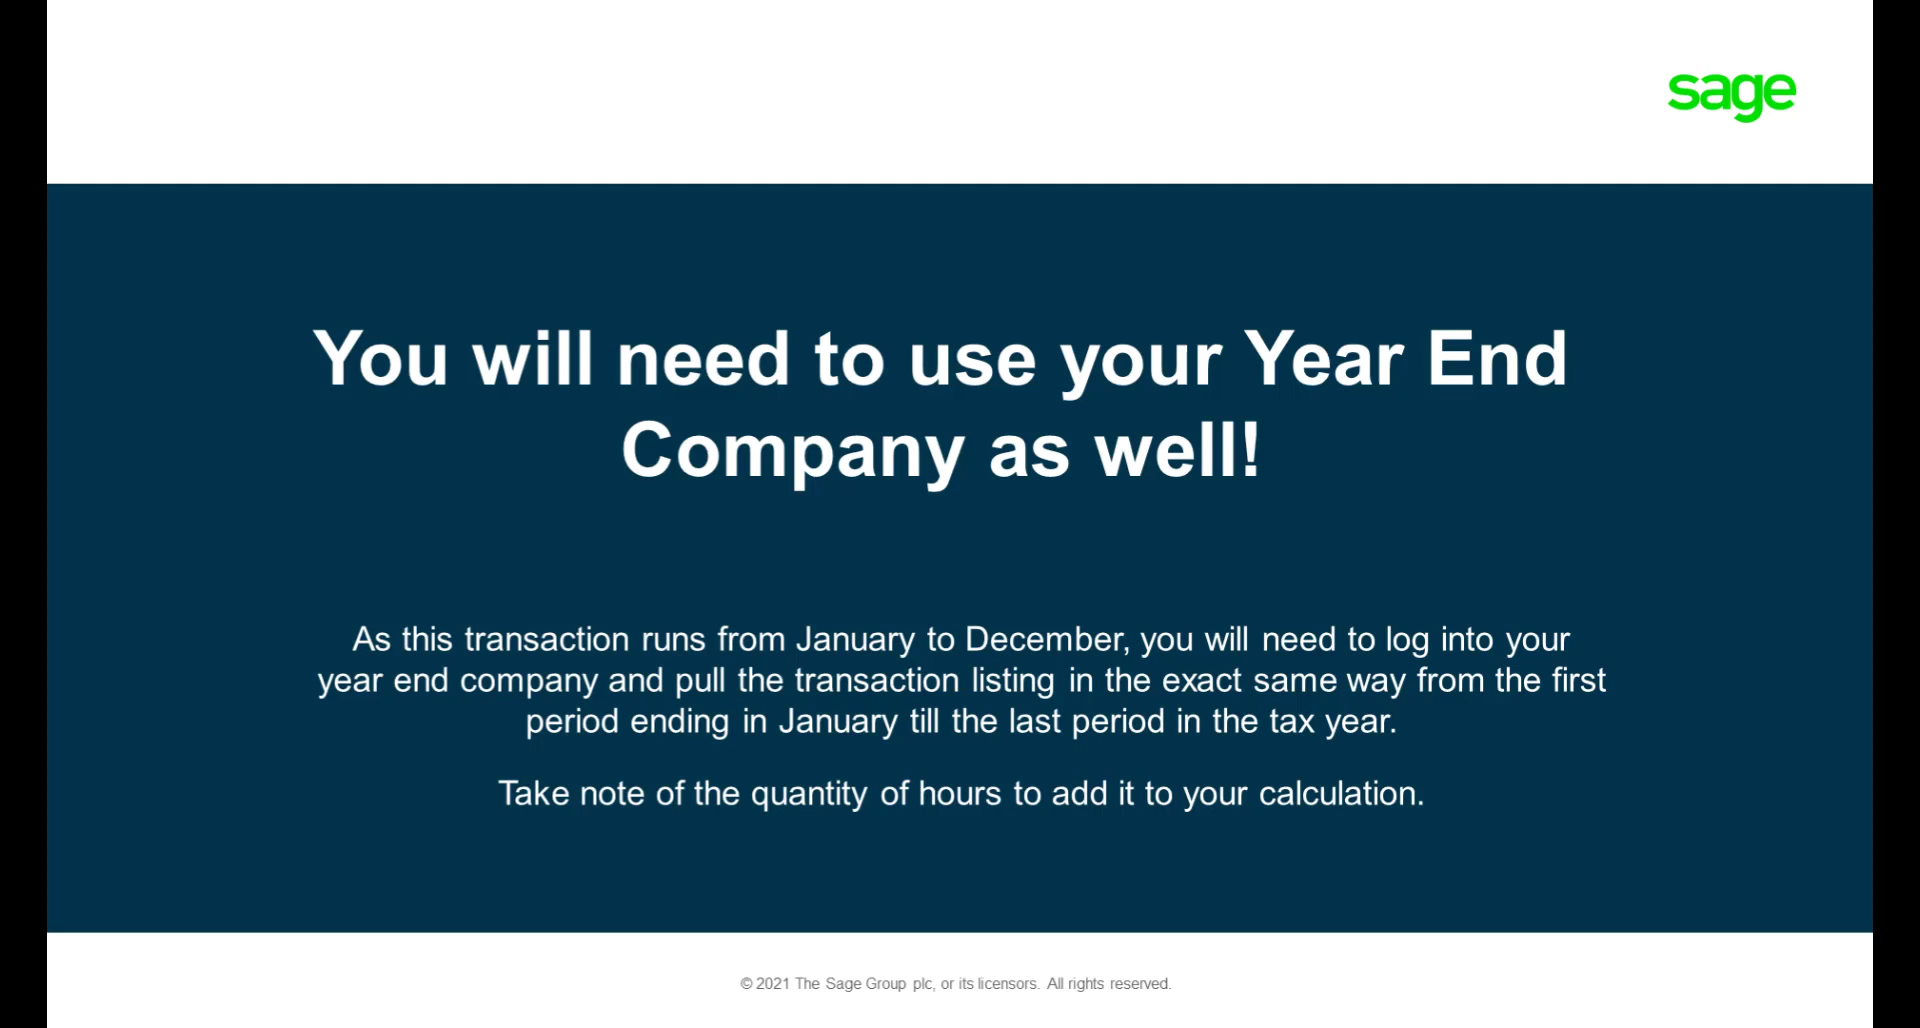 sage
You will need to use your Year End
Company as well!
As this transaction runs from January to December, you will need to log into your
year end company and pull the transaction listing in the exact same way from the first
period ending in January till the last period in the tax year.
Take note of the quantity of hours to add it to your calculation.
© 2021 The Sage Group plc, or its licensors. All rights reserved.